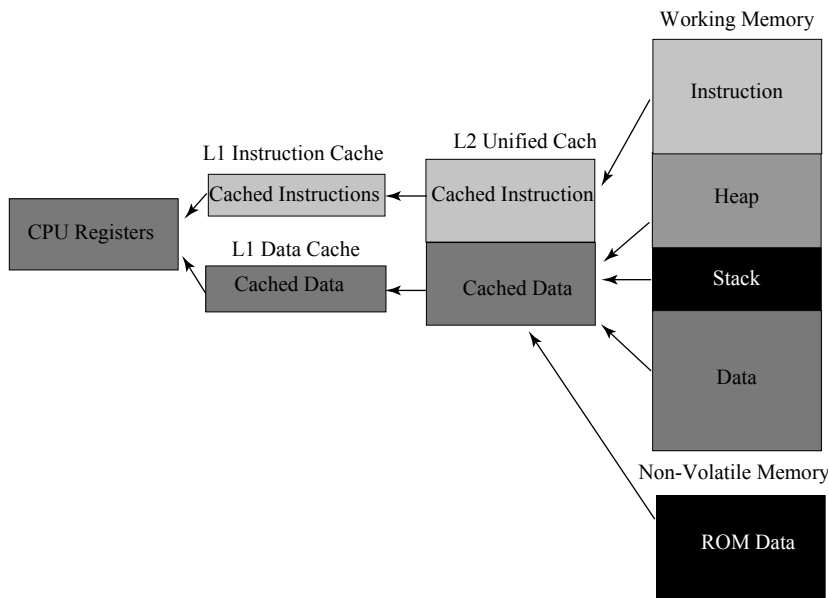 Working Memory
Instruction
L2 Unified Cach
L1 Instruction Cache
Cached Instructions
Cached Instruction
Heap
CPU Registers
L1 Data Cache
Cached Data
Cached Data
Stack
Data
Non-Volatile Memory
ROM Data